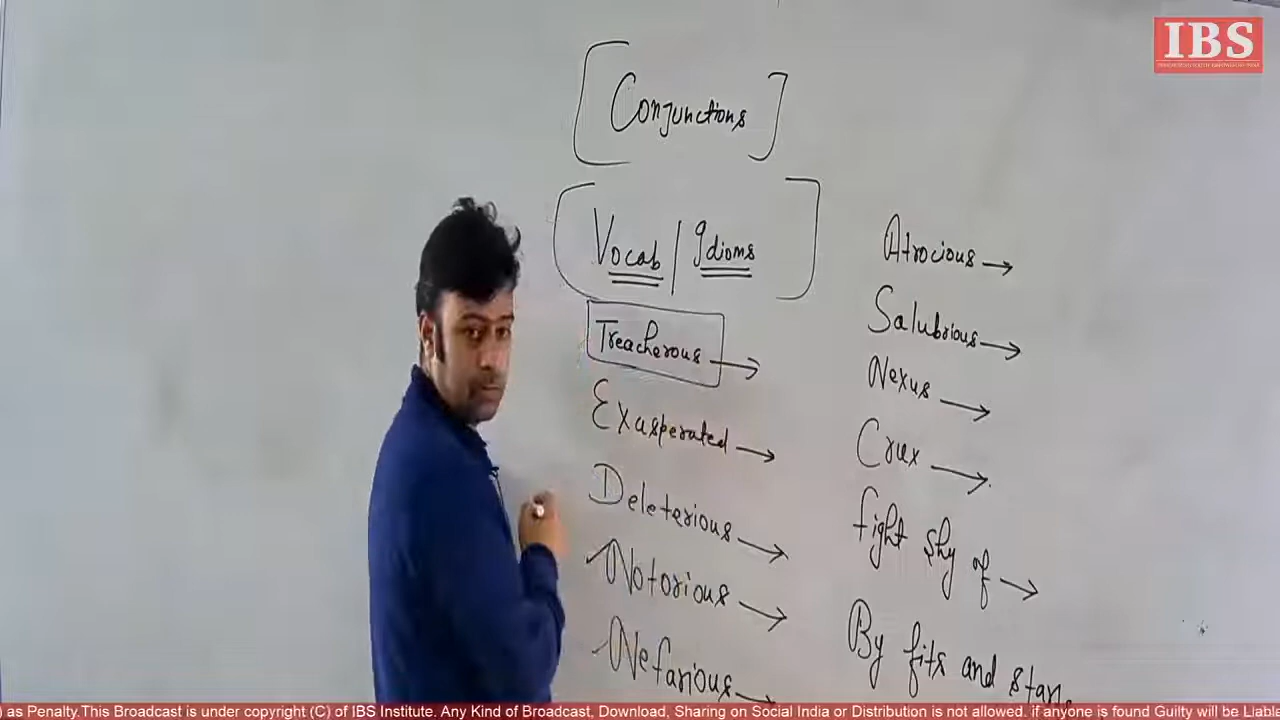 IBS
[Conjunctions]
[Vocab | Idioms]
Treacherous →
Exasperated →
Deleterious →
Notorious →
Nefarious →
Atrocious →
Salubrious →
Nexus →
Crux →
fight shy of →
By fits and starts
) as Penalty.This Broadcast is under copyright (C) of IBS Institute. Any Kind of Broadcast, Download, Sharing on Social India or Distribution is not allowed. if anyone is found Guilty will be Liabl